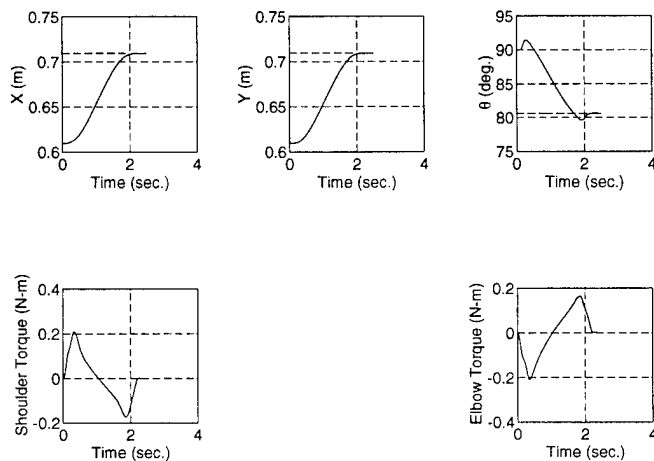 0.75
0.7
0.65
0.6
X (m)
0 2 4
Time (sec.)
0.75
0.7
0.65
0.6
Y (m)
0 2 4
Time (sec.)
95
90
85
80
75
θ (deg.)
0 2 4
Time (sec.)
0.4
0.2
0
-0.2
Shoulder Torque (N-m)
0 2 4
Time (sec.)
0.2
0
-0.2
-0.4
Elbow Torque (N-m)
0 2 4
Time (sec.)